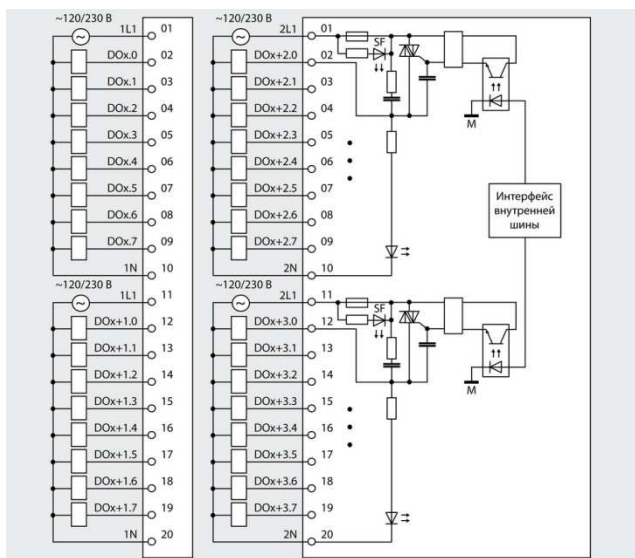 ~120/230 В
1L1 01
DOx.0 02
DOx.1 03
DOx.2 04
DOx.3 05
DOx.4 06
DOx.5 07
DOx.6 08
DOx.7 09
1N 10
~120/230 В
1L1 11
DOx+1.0 12
DOx+1.1 13
DOx+1.2 14
DOx+1.3 15
DOx+1.4 16
DOx+1.5 17
DOx+1.6 18
DOx+1.7 19
1N 20
~120/230 В
2L1 01
DOx+2.0 02
DOx+2.1 03
DOx+2.2 04
DOx+2.3 05
DOx+2.4 06
DOx+2.5 07
DOx+2.6 08
DOx+2.7 09
2N 10
SF
M
~120/230 В
2L1 11
DOx+3.0 12
DOx+3.1 13
DOx+3.2 14
DOx+3.3 15
DOx+3.4 16
DOx+3.5 17
DOx+3.6 18
DOx+3.7 19
2N 20
SF
M
Интерфейс
внутренней
шины